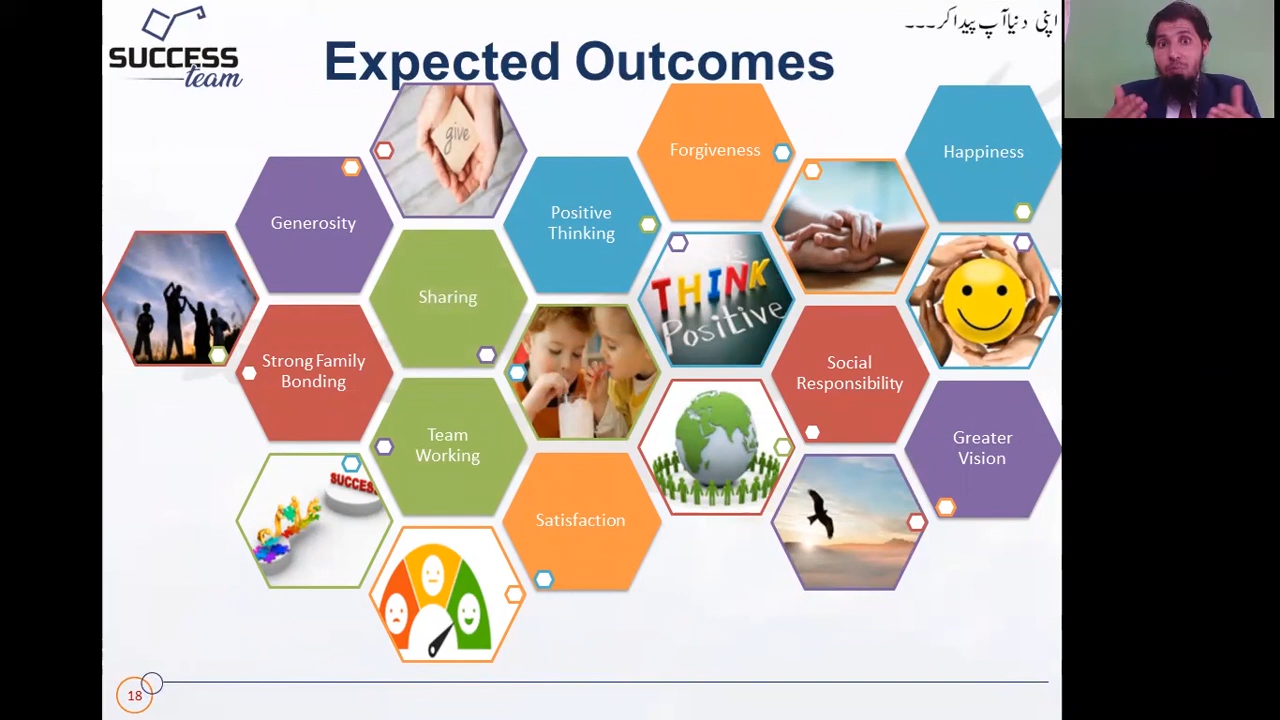 SUCCESS
team
اپنی دنیا آپ پیدا کر۔۔۔
Expected Outcomes
give
Forgiveness
Happiness
Generosity
Positive
Thinking
Sharing
THINK
Positive
Strong Family
Bonding
Social
Responsibility
Team
Working
Greater
Vision
SUCCESS
Satisfaction
18